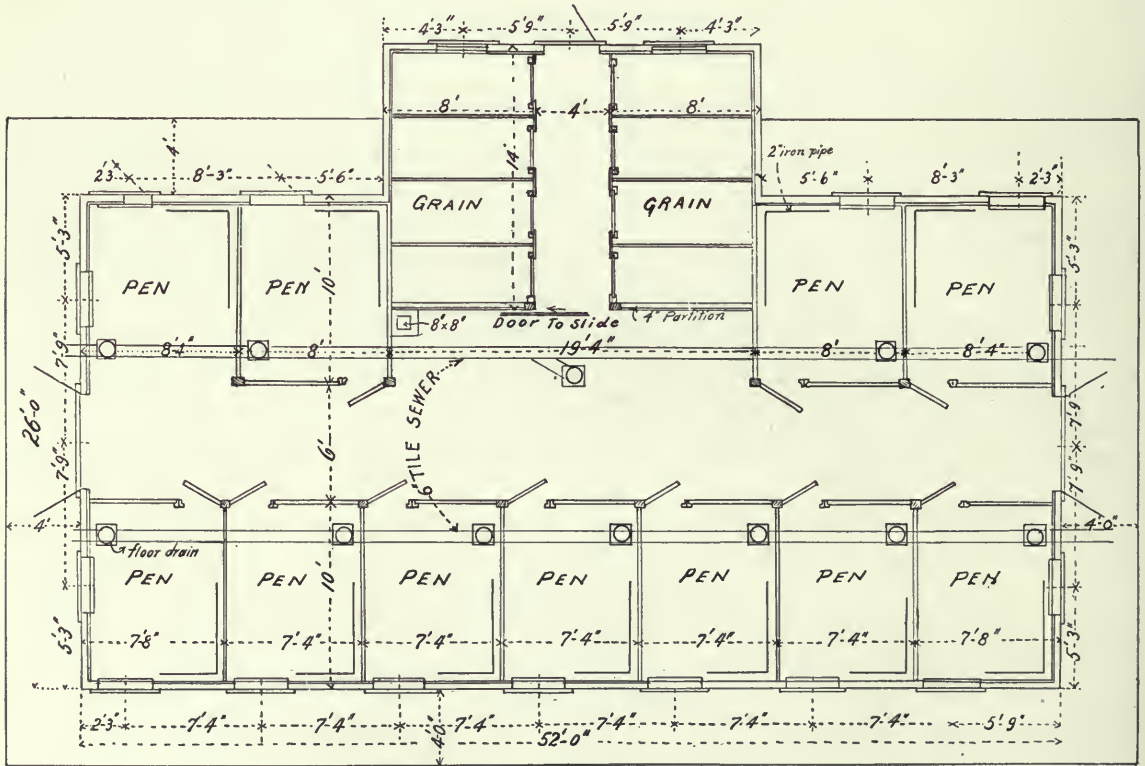 4'-3" 5'9" 5'9" 4'-3"
8' 4' 8'
4'
14'
2"iron pipe
2'3 8'-3" 5'-6" 5'-6" 8'-3" 2'-3"
GRAIN GRAIN
5'-3" 5'-3"
PEN PEN PEN PEN
10'
8"x8" Door To Slide 4" Partition
8'-4" 8' 19'-4" 8' 8'-4"
7'-9" 7'-9
26'-0"
6" TILE SEWER
6'
7'-9" 7'-9"
4' 4'-0"
floor drain
PEN PEN PEN PEN PEN PEN PEN
10'
7'-8" 7'-4" 7'-4" 7'-4" 7'-4" 7'-4" 7'-8"
5'-3" 5'-3"
2'-3" 7'-4" 7'-4" 7'-4" 7'-4" 7'-4" 7'-4" 5'-9"
4'-0"
52'-0"